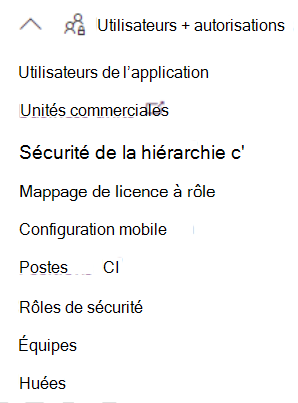 Utilisateurs + autorisations
Utilisateurs de l’application
Unités commerciales
Sécurité de la hiérarchie c'
Mappage de licence à rôle
Configuration mobile
Postes CI
Rôles de sécurité
Équipes
Huées